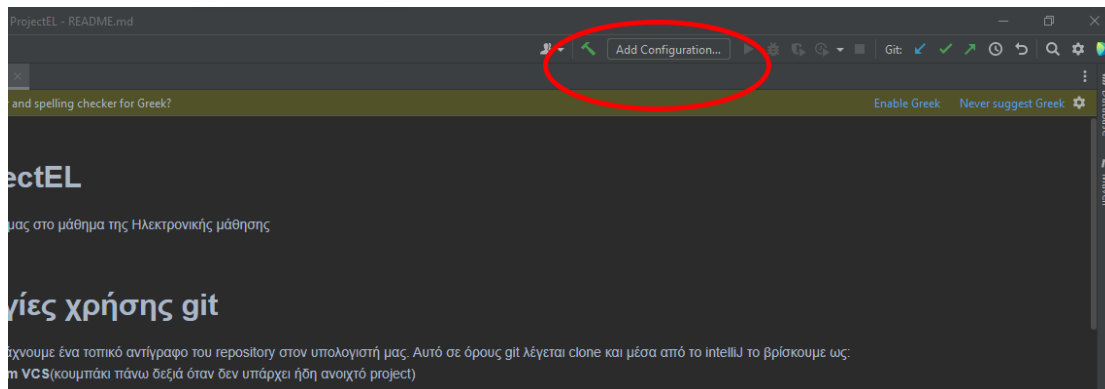 ProjectEL - README.md
Add Configuration...
Git:
and spelling checker for Greek?
Enable Greek
Never suggest Greek
ectEL
μας στο μάθημα της Ηλεκτρονικής μάθησης
γίες χρήσης git
άχνουμε ένα τοπικό αντίγραφο του repository στον υπολογιστή μας. Αυτό σε όρους git λέγεται clone και μέσα από το intelliJ το βρίσκουμε ως:
m VCS(κουμπάκι πάνω δεξιά όταν δεν υπάρχει ήδη ανοιχτό project)